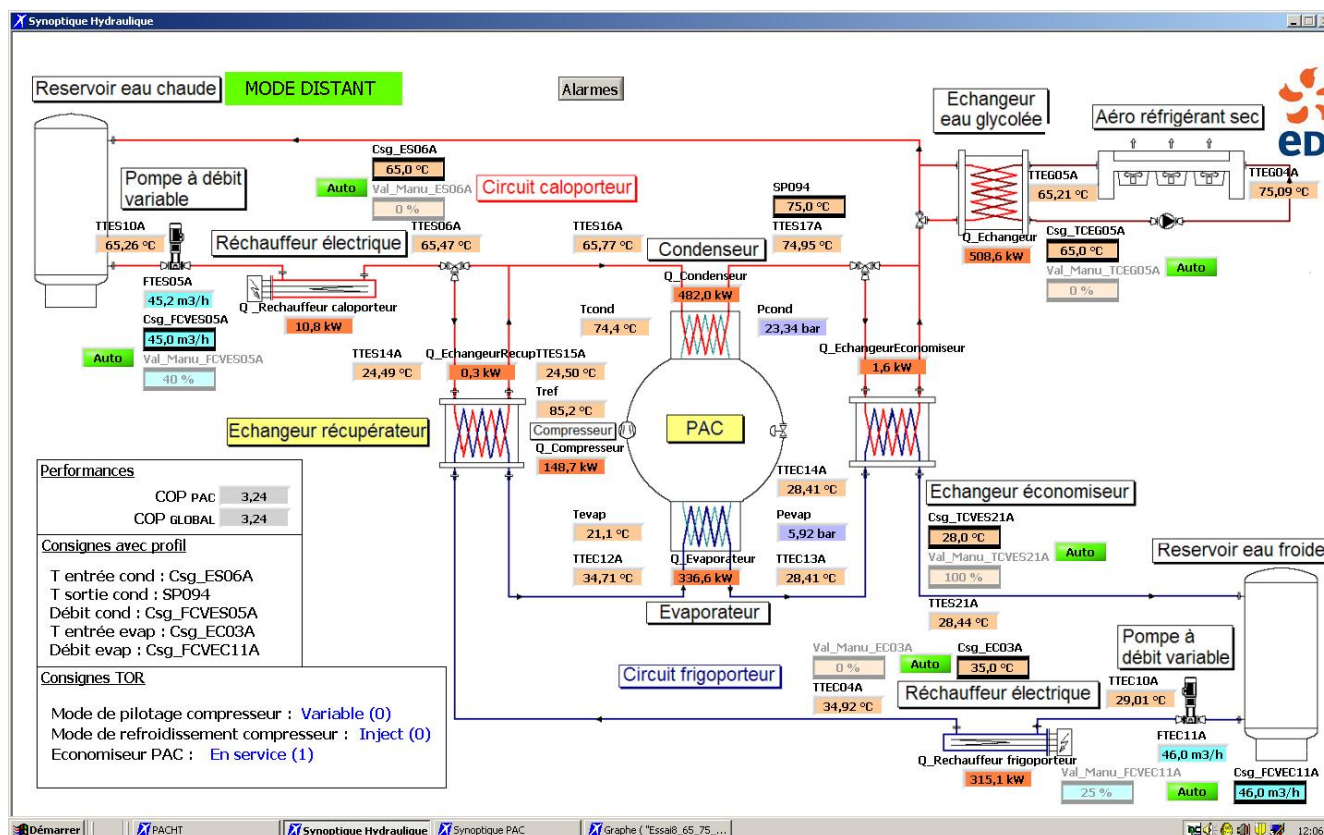 Synoptique Hydraulique
Reservoir eau chaude
MODE DISTANT
Alarmes
Echangeur
eau glycolée
Aéro réfrigérant sec
eD
Csg_ES06A
65,0 °C
Auto
Val_Manu_ES06A
0 %
Circuit caloporteur
Pompe à débit
variable
TTEG05A
65,21 °C
TTEG04A
75,09 °C
SP094
75,0 °C
TTES10A
65,26 °C
Réchauffeur électrique
TTES06A
65,47 °C
TTES16A
65,77 °C
TTES17A
74,95 °C
Condenseur
Q_Echangeur
508,6 kW
Csg_TCEG05A
65,0 °C
Val_Manu_TCEG05A
0 %
Auto
FTES05A
45,2 m3/h
Csg_FCVES05A
45,0 m3/h
Auto
Val_Manu_FCVES05A
40 %
Q_Rechauffeur caloporteur
10,8 kW
Q_Condenseur
482,0 kW
Tcond
74,4 °C
Pcond
23,34 bar
TTES14A
24,49 °C
Q_EchangeurRecup
0,3 kW
TTES15A
24,50 °C
Q_EchangeurEconomiseur
1,6 kW
Tref
85,2 °C
Echangeur récupérateur
Compresseur
PAC
Q_Compresseur
148,7 kW
TTEC14A
28,41 °C
Performances
COP PAC 3,24
COP GLOBAL 3,24
Echangeur économiseur
Tevap
21,1 °C
Pevap
5,92 bar
Csg_TCVES21A
28,0 °C
Val_Manu_TCVES21A
100 %
Auto
Reservoir eau froide
Consignes avec profil
T entrée cond : Csg_ES06A
T sortie cond : SP094
Débit cond : Csg_FCVES05A
T entrée evap : Csg_EC03A
Débit evap : Csg_FCVEC11A
TTEC12A
34,71 °C
Q_Evaporateur
336,6 kW
TTEC13A
28,41 °C
Evaporateur
TTES21A
28,44 °C
Pompe à
débit variable
Circuit frigoporteur
Val_Manu_EC03A
0 %
Auto
Csg_EC03A
35,0 °C
TTEC04A
34,92 °C
Réchauffeur électrique
TTEC10A
29,01 °C
Consignes TOR
Mode de pilotage compresseur : Variable (0)
Mode de refroidissement compresseur : Inject (0)
Economiseur PAC : En service (1)
FTEC11A
46,0 m3/h
Q_Rechauffeur frigoporteur
315,1 kW
Val_Manu_FCVEC11A
25 %
Auto
Csg_FCVEC11A
46,0 m3/h
Démarrer
PACHT
Synoptique Hydraulique
Synoptique PAC
Graphe ( "Essai8_65_75_...
12:06